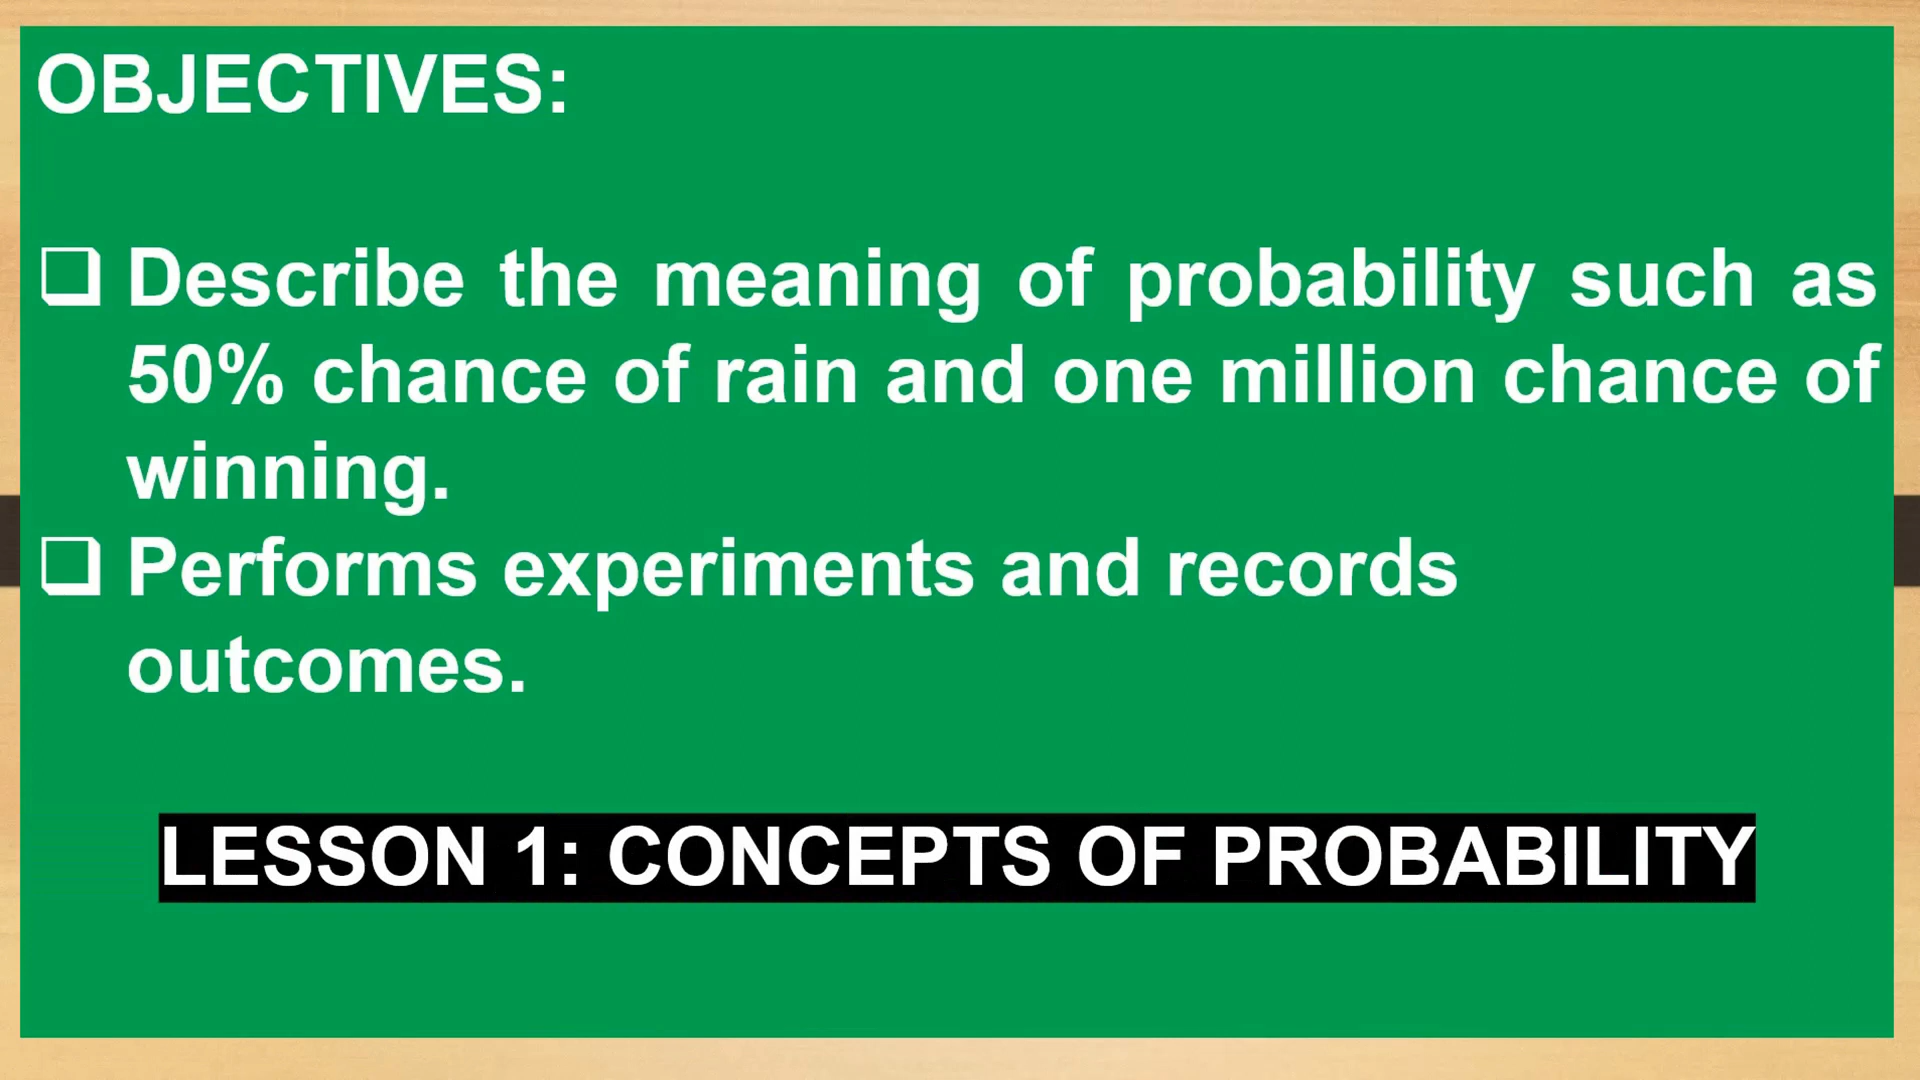 OBJECTIVES:
❑ Describe the meaning of probability such as
50% chance of rain and one million chance of
winning.
❑ Performs experiments and records
outcomes.
LESSON 1: CONCEPTS OF PROBABILITY